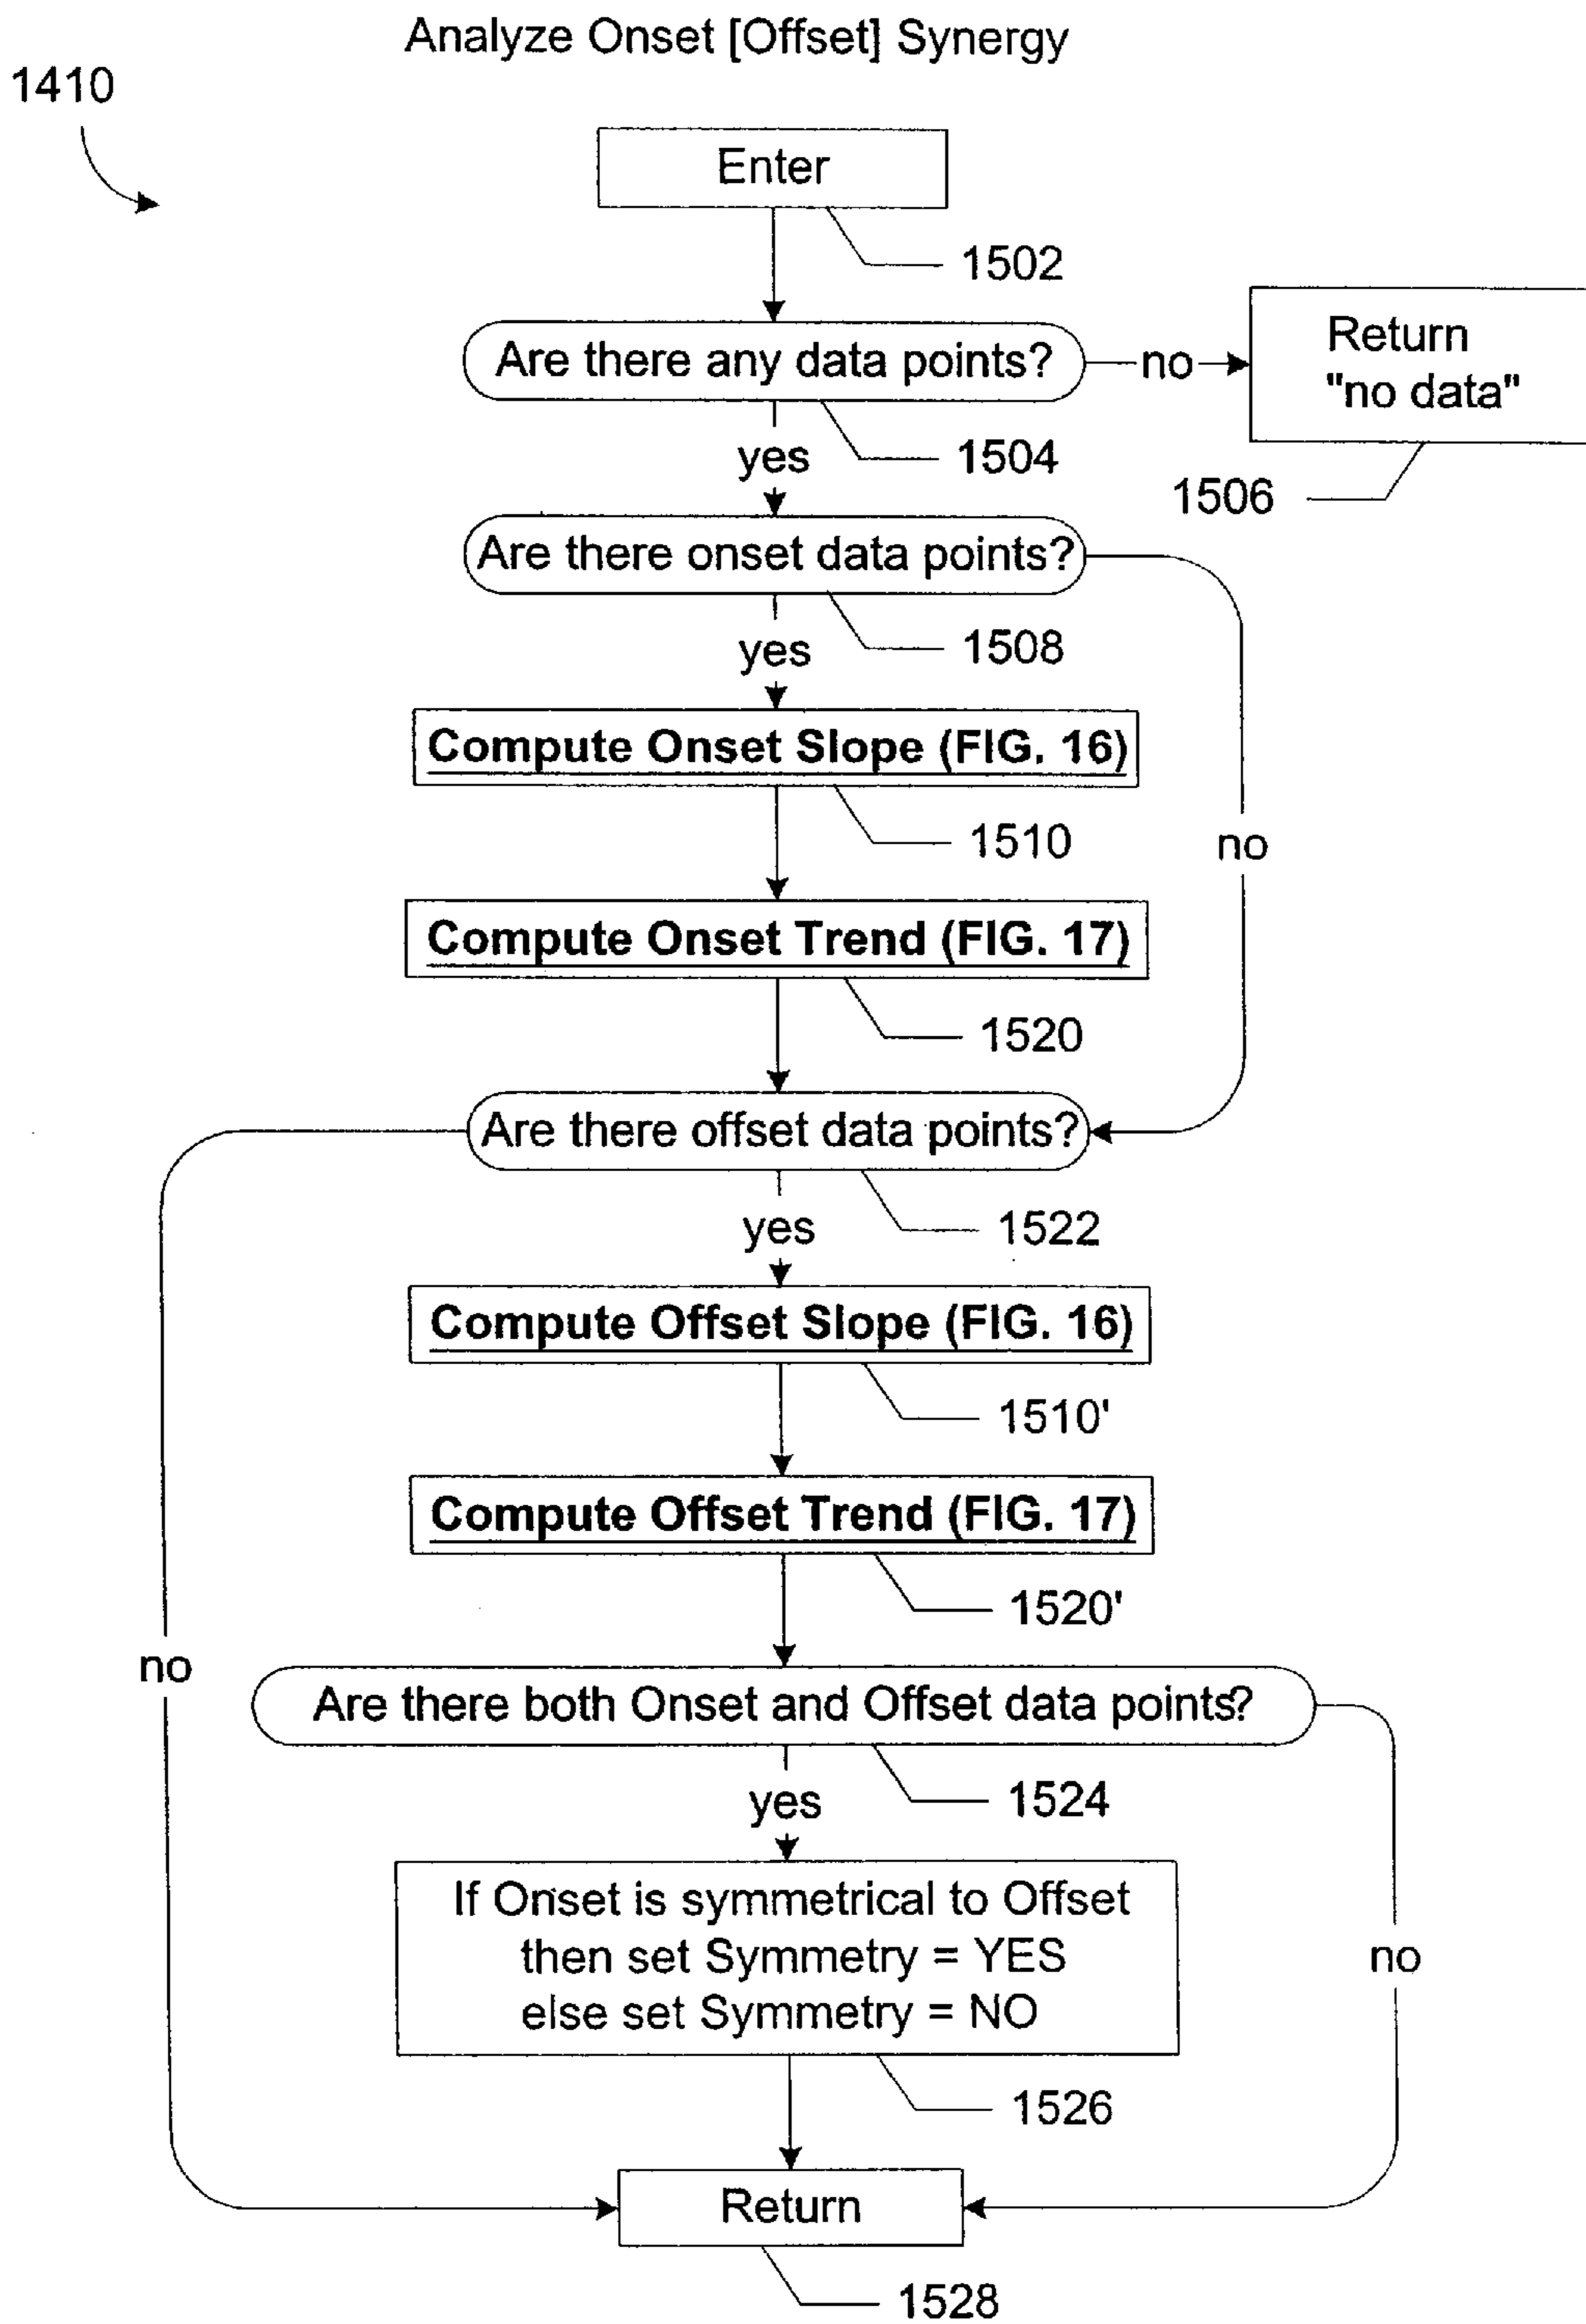 Analyze Onset [Offset] Synergy
1410
Enter
1502
Are there any data points?
no
Return
"no data"
yes
1504
1506
Are there onset data points?
yes
1508
Compute Onset Slope (FIG. 16)
1510
no
Compute Onset Trend (FIG. 17)
1520
Are there offset data points?
yes
1522
Compute Offset Slope (FIG. 16)
1510'
Compute Offset Trend (FIG. 17)
1520'
no
Are there both Onset and Offset data points?
yes
1524
If Onset is symmetrical to Offset
then set Symmetry = YES
else set Symmetry = NO
no
1526
Return
1528